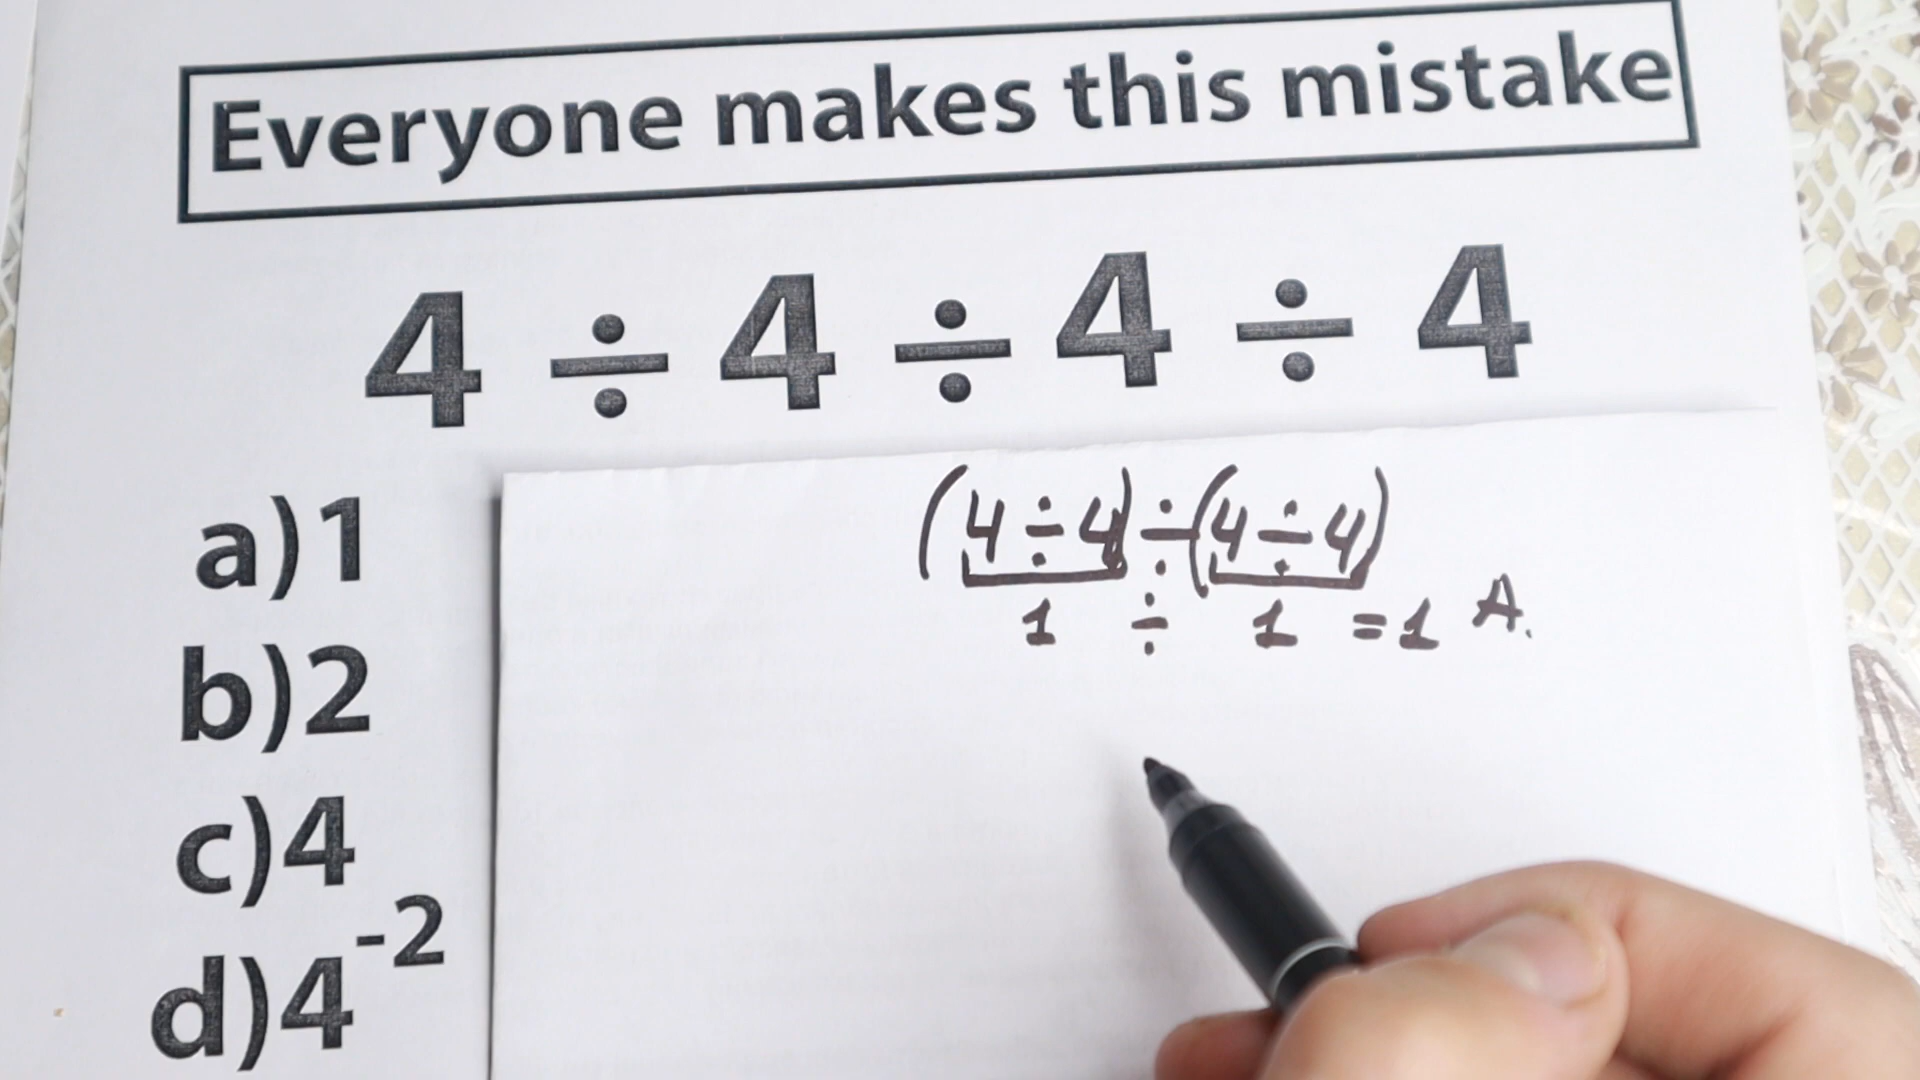 Everyone makes this mistake
4 ÷ 4 ÷ 4 ÷ 4
a)1
b)2
c)4
d)4⁻²
(4÷4)÷(4÷4)
1 ÷ 1 =1 A.